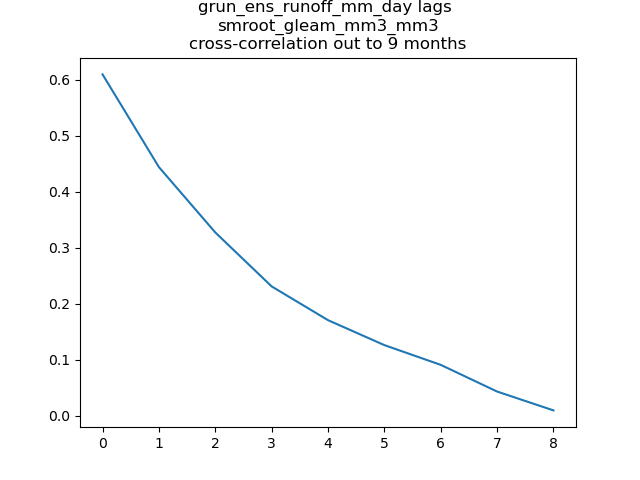 grun_ens_runoff_mm_day lags
smroot_gleam_mm3_mm3
cross-correlation out to 9 months
0.6
0.5
0.4
0.3
0.2
0.1
0.0
0 1 2 3 4 5 6 7 8